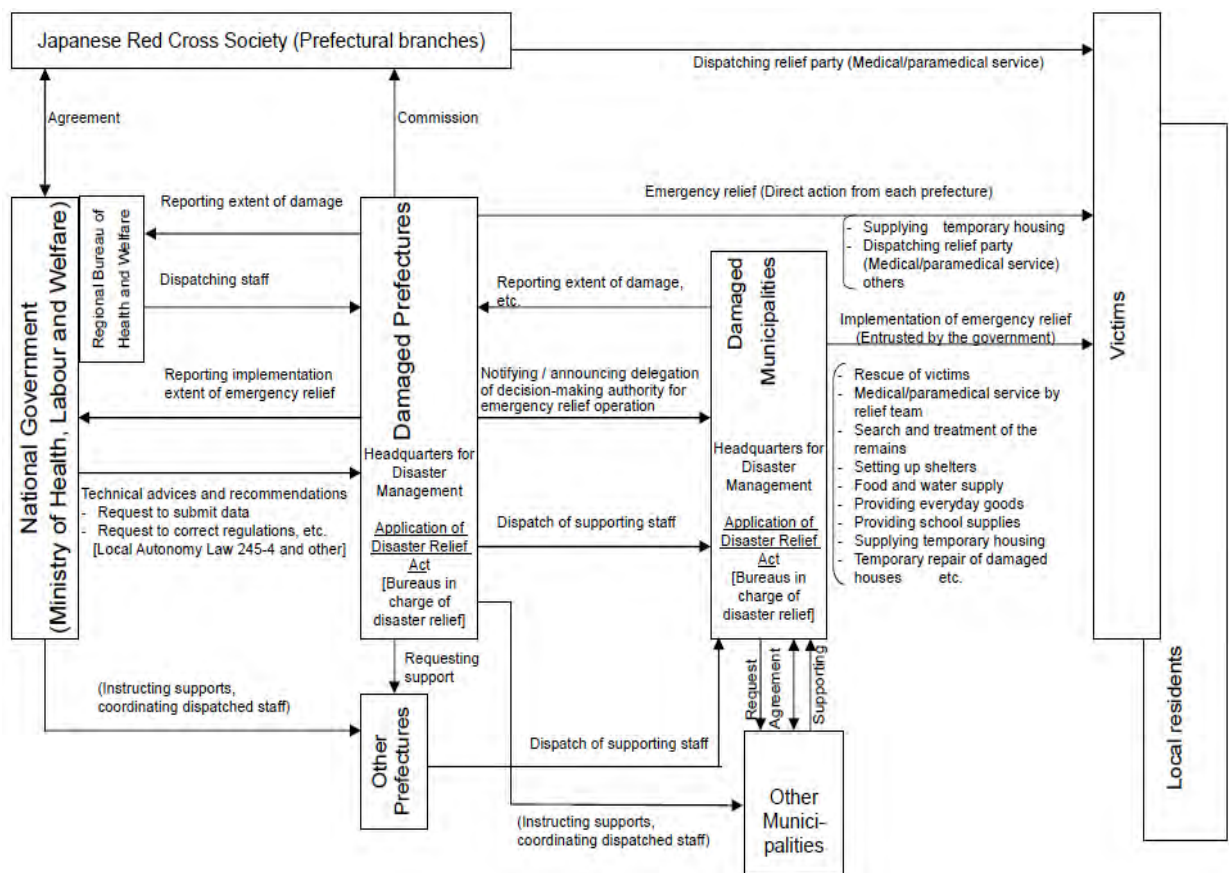 Japanese Red Cross Society (Prefectural branches)
Dispatching relief party (Medical/paramedical service)
Agreement
Commission
National Government
(Ministry of Health, Labour and Welfare)
Regional Bureau of
Health and Welfare
Reporting extent of damage
Dispatching staff
Reporting implementation
extent of emergency relief
Technical advices and recommendations
- Request to submit data
- Request to correct regulations, etc.
[Local Autonomy Law 245-4 and other]
(Instructing supports,
coordinating dispatched staff)
Damaged Prefectures
Headquarters for
Disaster
Management
Application of
Disaster Relief
Act
[Bureaus in
charge of
disaster relief]
Requesting
support
Other
Prefectures
Emergency relief (Direct action from each prefecture)
- Supplying temporary housing
- Dispatching relief party
(Medical/paramedical service)
others
Reporting extent of damage,
etc.
Notifying / announcing delegation
of decision-making authority for
emergency relief operation
Dispatch of supporting staff
Dispatch of supporting staff
(Instructing supports,
coordinating dispatched staff)
Damaged
Municipalities
Headquarters for
Disaster
Management
Application of
Disaster Relief
Act
[Bureaus in
charge of
disaster relief]
Request
Agreement
Supporting
Other
Munici-
palities
Implementation of emergency relief
(Entrusted by the government)
- Rescue of victims
- Medical/paramedical service by
relief team
- Search and treatment of the
remains
- Setting up shelters
- Food and water supply
- Providing everyday goods
- Providing school supplies
- Supplying temporary housing
- Temporary repair of damaged
houses etc.
Victims
Local residents